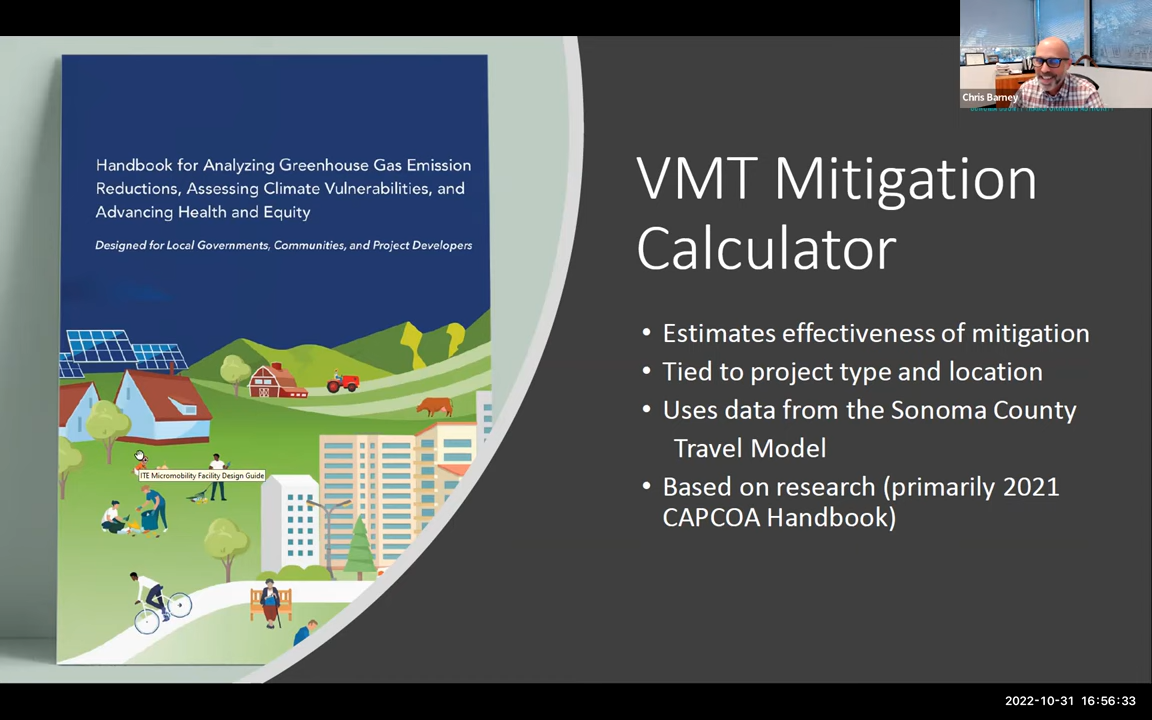 Chris Barney
Handbook for Analyzing Greenhouse Gas Emission
Reductions, Assessing Climate Vulnerabilities, and
Advancing Health and Equity
Designed for Local Governments, Communities, and Project Developers
ITE Micromobility Facility Design Guide
VMT Mitigation
Calculator
• Estimates effectiveness of mitigation
• Tied to project type and location
• Uses data from the Sonoma County
Travel Model
• Based on research (primarily 2021
CAPCOA Handbook)
2022-10-31 16:56:33